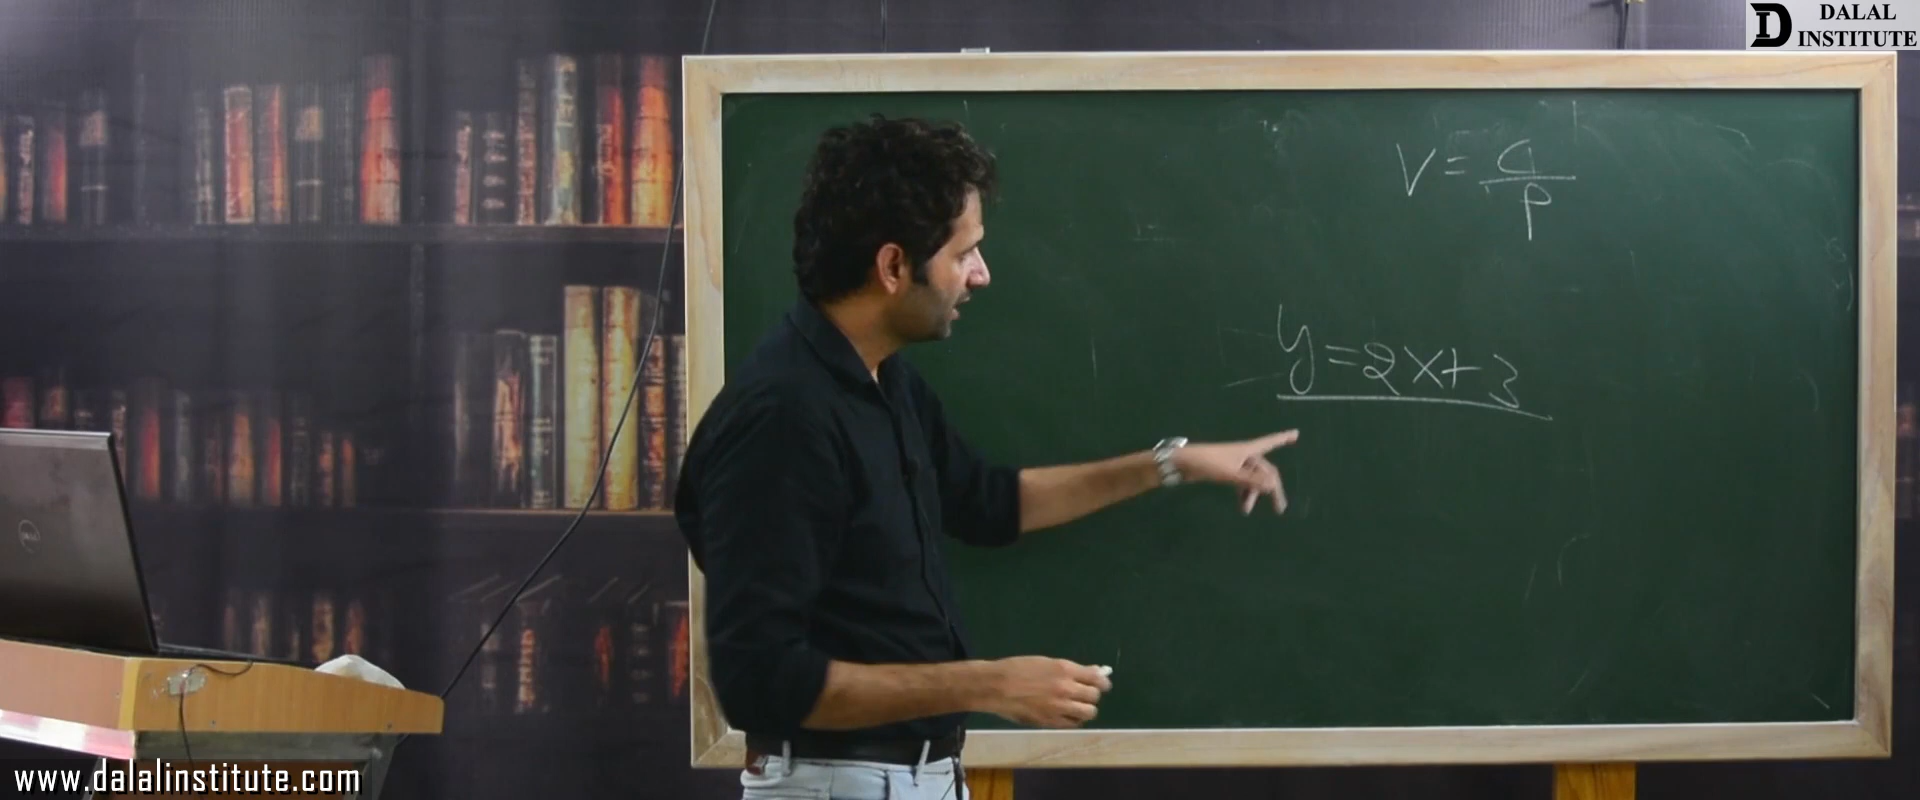 DALAL
INSTITUTE
V = a/p
y = 2x + 3
www.dalalinstitute.com